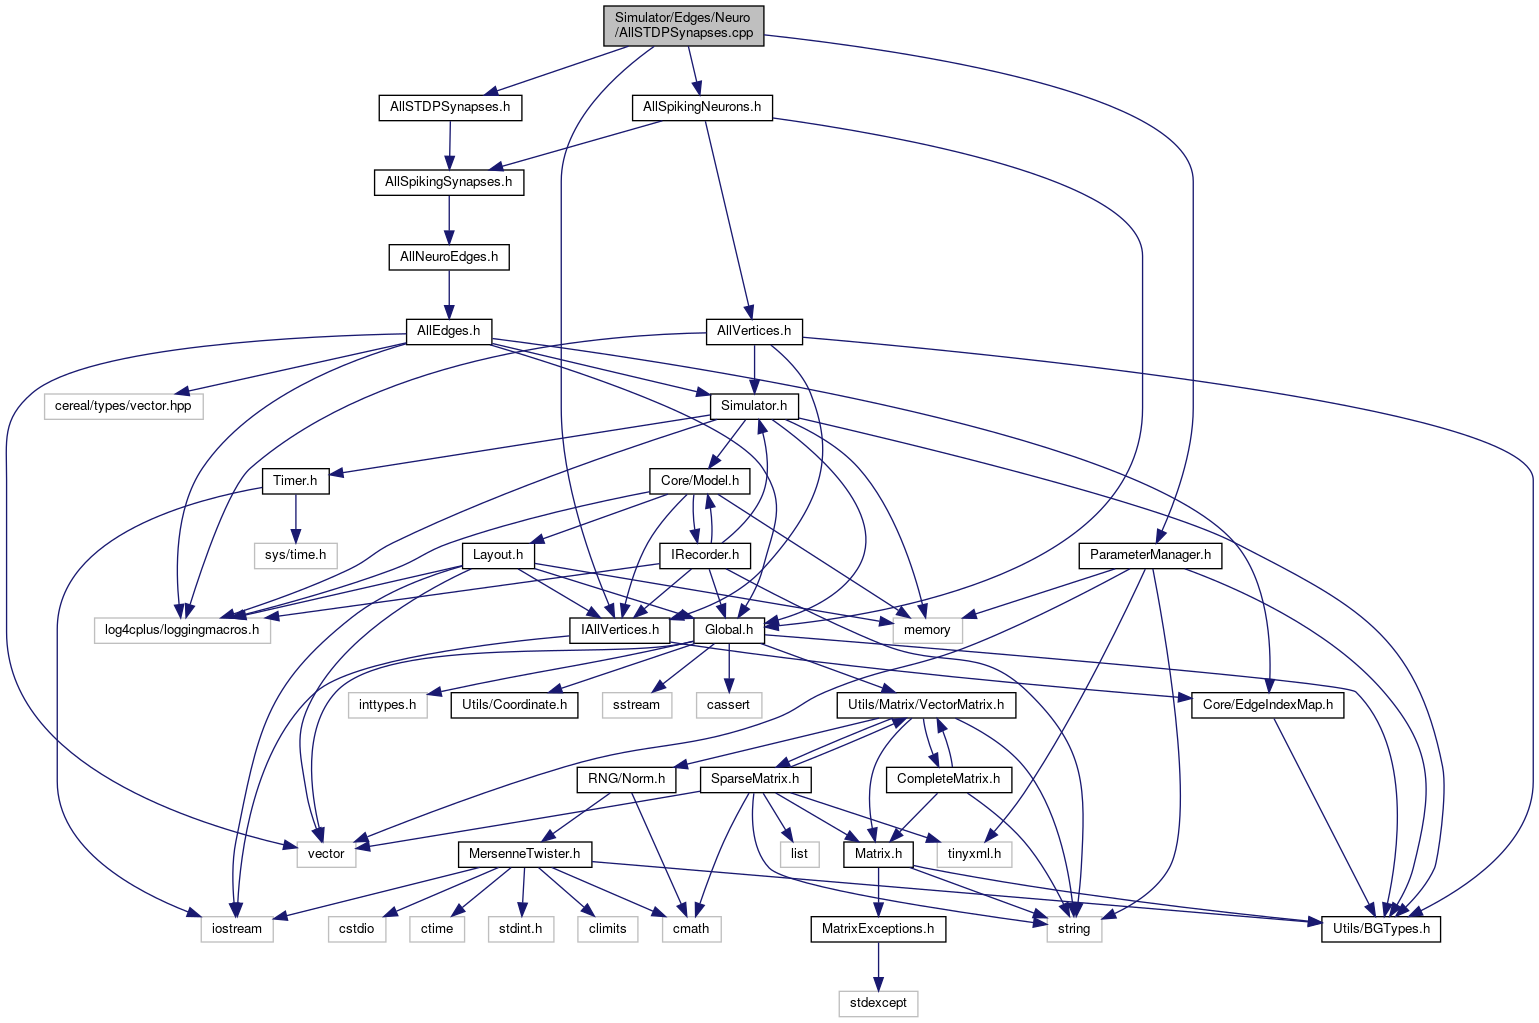 Simulator/Edges/Neuro
/AllSTDPSynapses.cpp
AllSTDPSynapses.h
AllSpikingNeurons.h
AllSpikingSynapses.h
AllNeuroEdges.h
AllEdges.h
AllVertices.h
cereal/types/vector.hpp
Simulator.h
Timer.h
Core/Model.h
sys/time.h
Layout.h
IRecorder.h
ParameterManager.h
log4cplus/loggingmacros.h
IAllVertices.h
Global.h
memory
inttypes.h
Utils/Coordinate.h
sstream
cassert
Utils/Matrix/VectorMatrix.h
Core/EdgeIndexMap.h
RNG/Norm.h
SparseMatrix.h
CompleteMatrix.h
vector
MersenneTwister.h
list
Matrix.h
tinyxml.h
iostream
cstdio
ctime
stdint.h
climits
cmath
MatrixExceptions.h
string
Utils/BGTypes.h
stdexcept